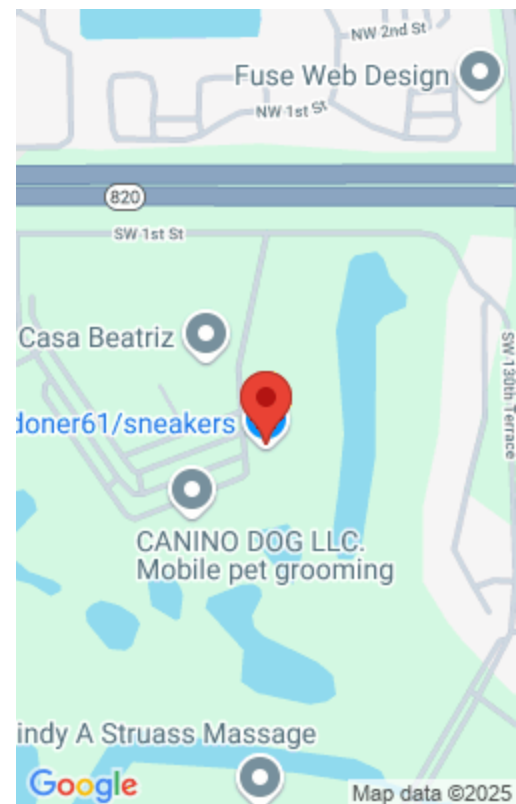 NW 2nd St
Fuse Web Design
NW 1st St
820
SW 1st St
Casa Beatriz
SW 130th Terrace
doner61/sneakers
CANINO DOG LLC.
Mobile pet grooming
indy A Struass Massage
Google
Map data ©2025